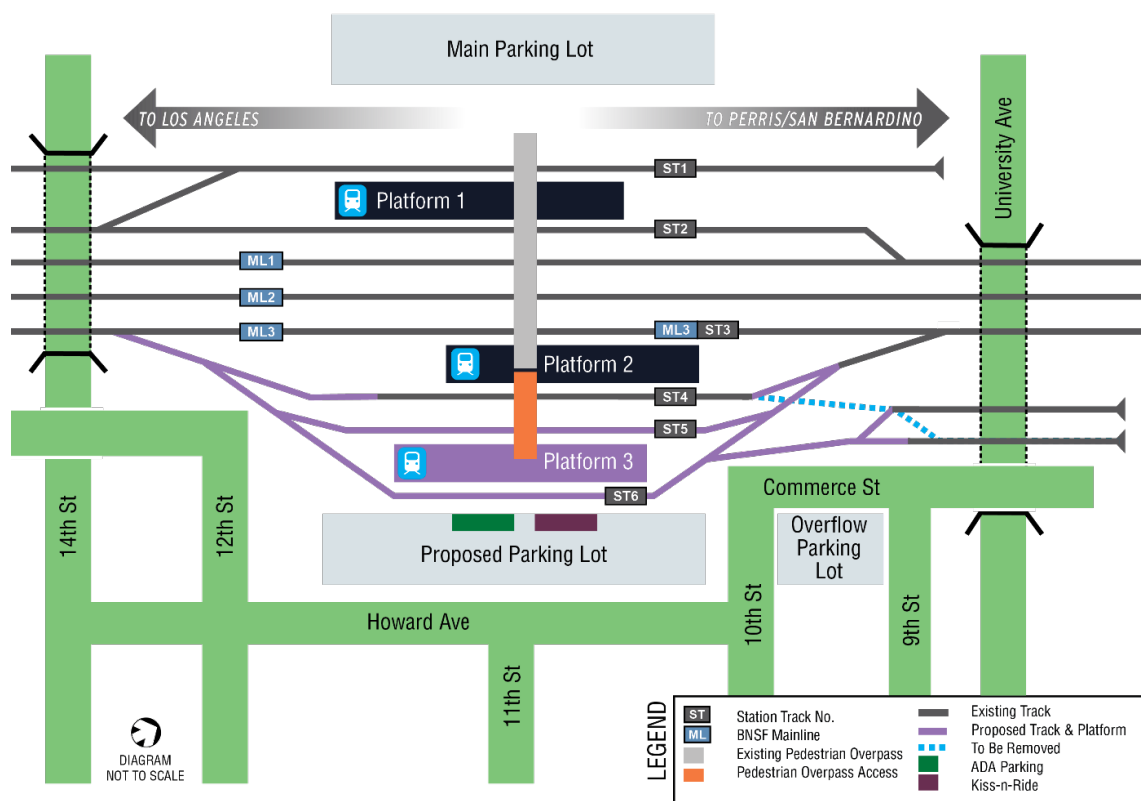 Main Parking Lot
TO LOS ANGELES
TO PERRIS/SAN BERNARDINO
University Ave
ST1
Platform 1
ST2
ML1
ML2
ML3
ML3
ST3
Platform 2
ST4
ST5
Platform 3
ST6
Commerce St
14th St
12th St
Proposed Parking Lot
Overflow
Parking
Lot
Howard Ave
10th St
9th St
11th St
DIAGRAM
NOT TO SCALE
LEGEND
ST
Station Track No.
ML
BNSF Mainline
Existing Pedestrian Overpass
Pedestrian Overpass Access
Existing Track
Proposed Track & Platform
To Be Removed
ADA Parking
Kiss-n-Ride